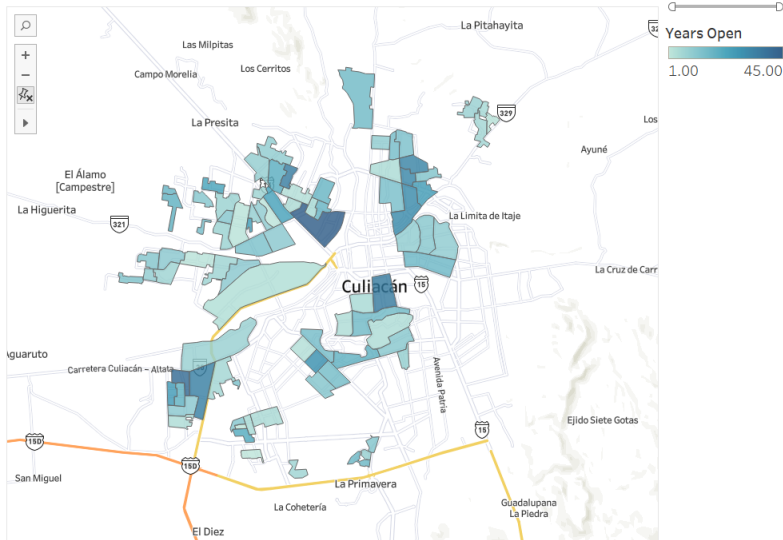 La Pitahayita
Las Milpitas
Los Cerritos
Campo Morelia
La Presita
329
Los
Ayuné
El Álamo
[Campestre]
La Higuerita
321
La Limita de Itaje
La Cruz de Carr
Culiacán
15
Aguaruto
Carretera Culiacán – Altata
Avenida Patria
Ejido Siete Gotas
15D
15
15D
San Miguel
La Primavera
La Cohetería
Guadalupana
La Piedra
El Diez
Years Open
1.00 45.00